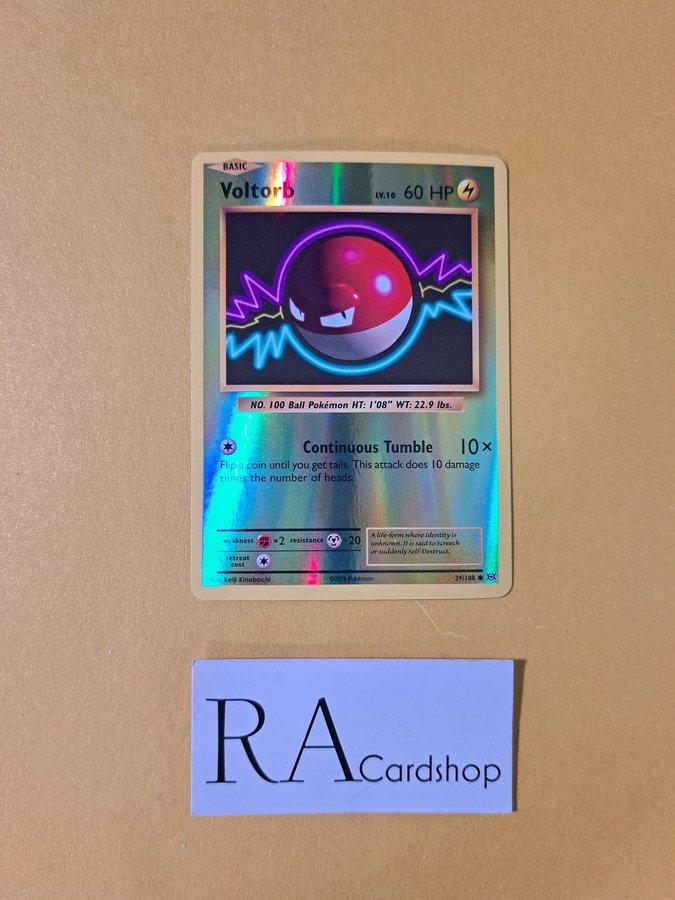 BASIC
Voltorb LV.10 60 HP
NO. 100 Ball Pokémon HT: 1'08" WT: 22.9 lbs.
Continuous Tumble 10×
Flip a coin until you get tails. This attack does 10 damage
times the number of heads.
weakness ×2 resistance -20
retreat
cost
A life-form whose identity is
unknown. It is said to Screech
or suddenly Self-Destruct.
Illus. Keiji Kinebuchi ©2016 Pokémon 39/108
RA Cardshop